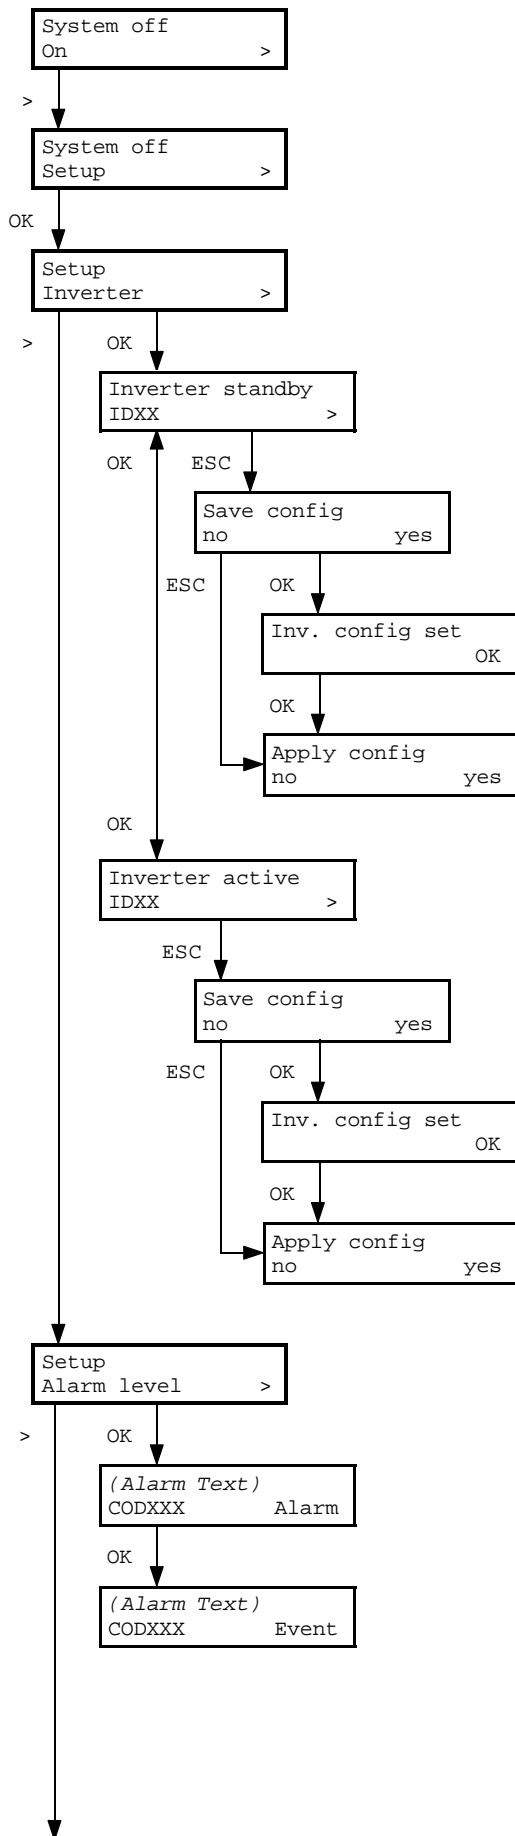 System off
On >
>
System off
Setup >
OK
Setup
Inverter >
> OK
Inverter standby
IDXX >
OK ESC
Save config
no yes
ESC OK
Inv. config set
OK
OK
Apply config
no yes
OK
Inverter active
IDXX >
ESC
Save config
no yes
ESC OK
Inv. config set
OK
OK
Apply config
no yes
Setup
Alarm level >
> OK
(Alarm Text)
CODXXX Alarm
OK
(Alarm Text)
CODXXX Event